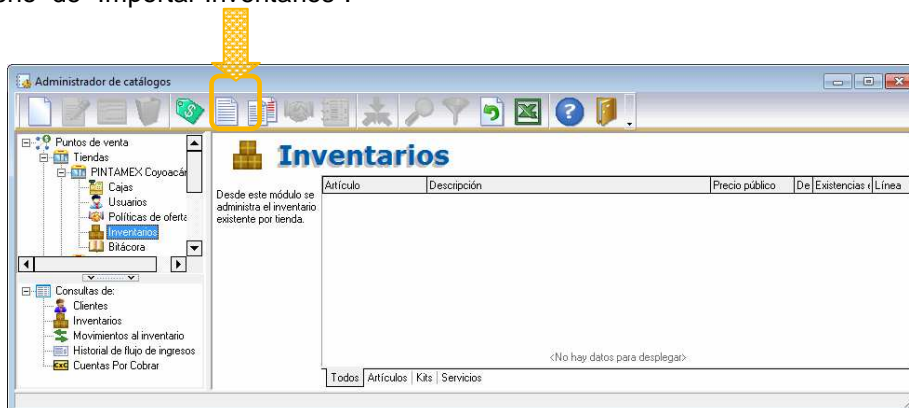 de "Importar inventarios".
Administrador de catálogos
Puntos de venta
Tiendas
PINTAMEX Coyoacán
Cajas
Usuarios
Políticas de oferta
Inventarios
Bitácora
Consultas de:
Clientes
Inventarios
Movimientos al inventario
Historial de flujo de ingresos
CxC Cuentas Por Cobrar
Inventarios
Desde este módulo se
administra el inventario
existente por tienda.
Artículo Descripción Precio público De Existencias Línea
<No hay datos para desplegar>
Todos Artículos Kits Servicios